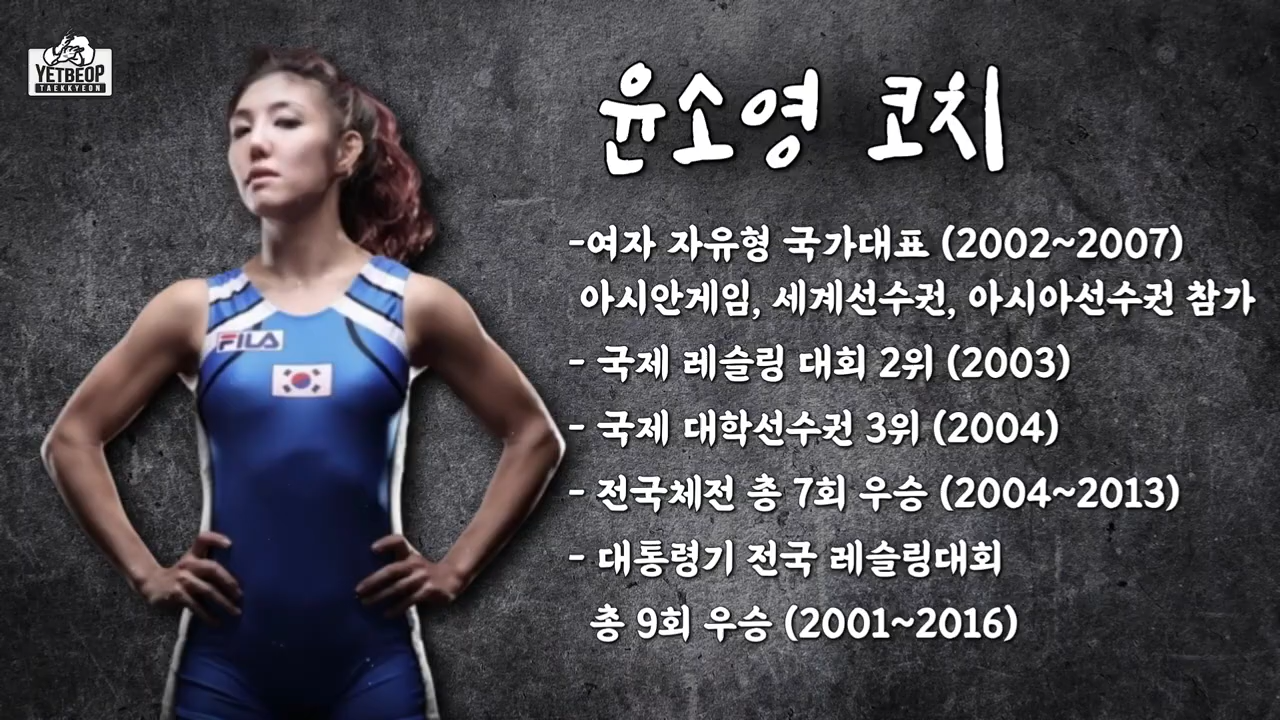 YETBEOP
TAEKKYEON
윤소영 코치
-여자 자유형 국가대표 (2002~2007)
아시안게임, 세계선수권, 아시아선수권 참가
- 국제 레슬링 대회 2위 (2003)
- 국제 대학선수권 3위 (2004)
- 전국체전 총 7회 우승 (2004~2013)
- 대통령기 전국 레슬링대회
총 9회 우승 (2001~2016)
FILA